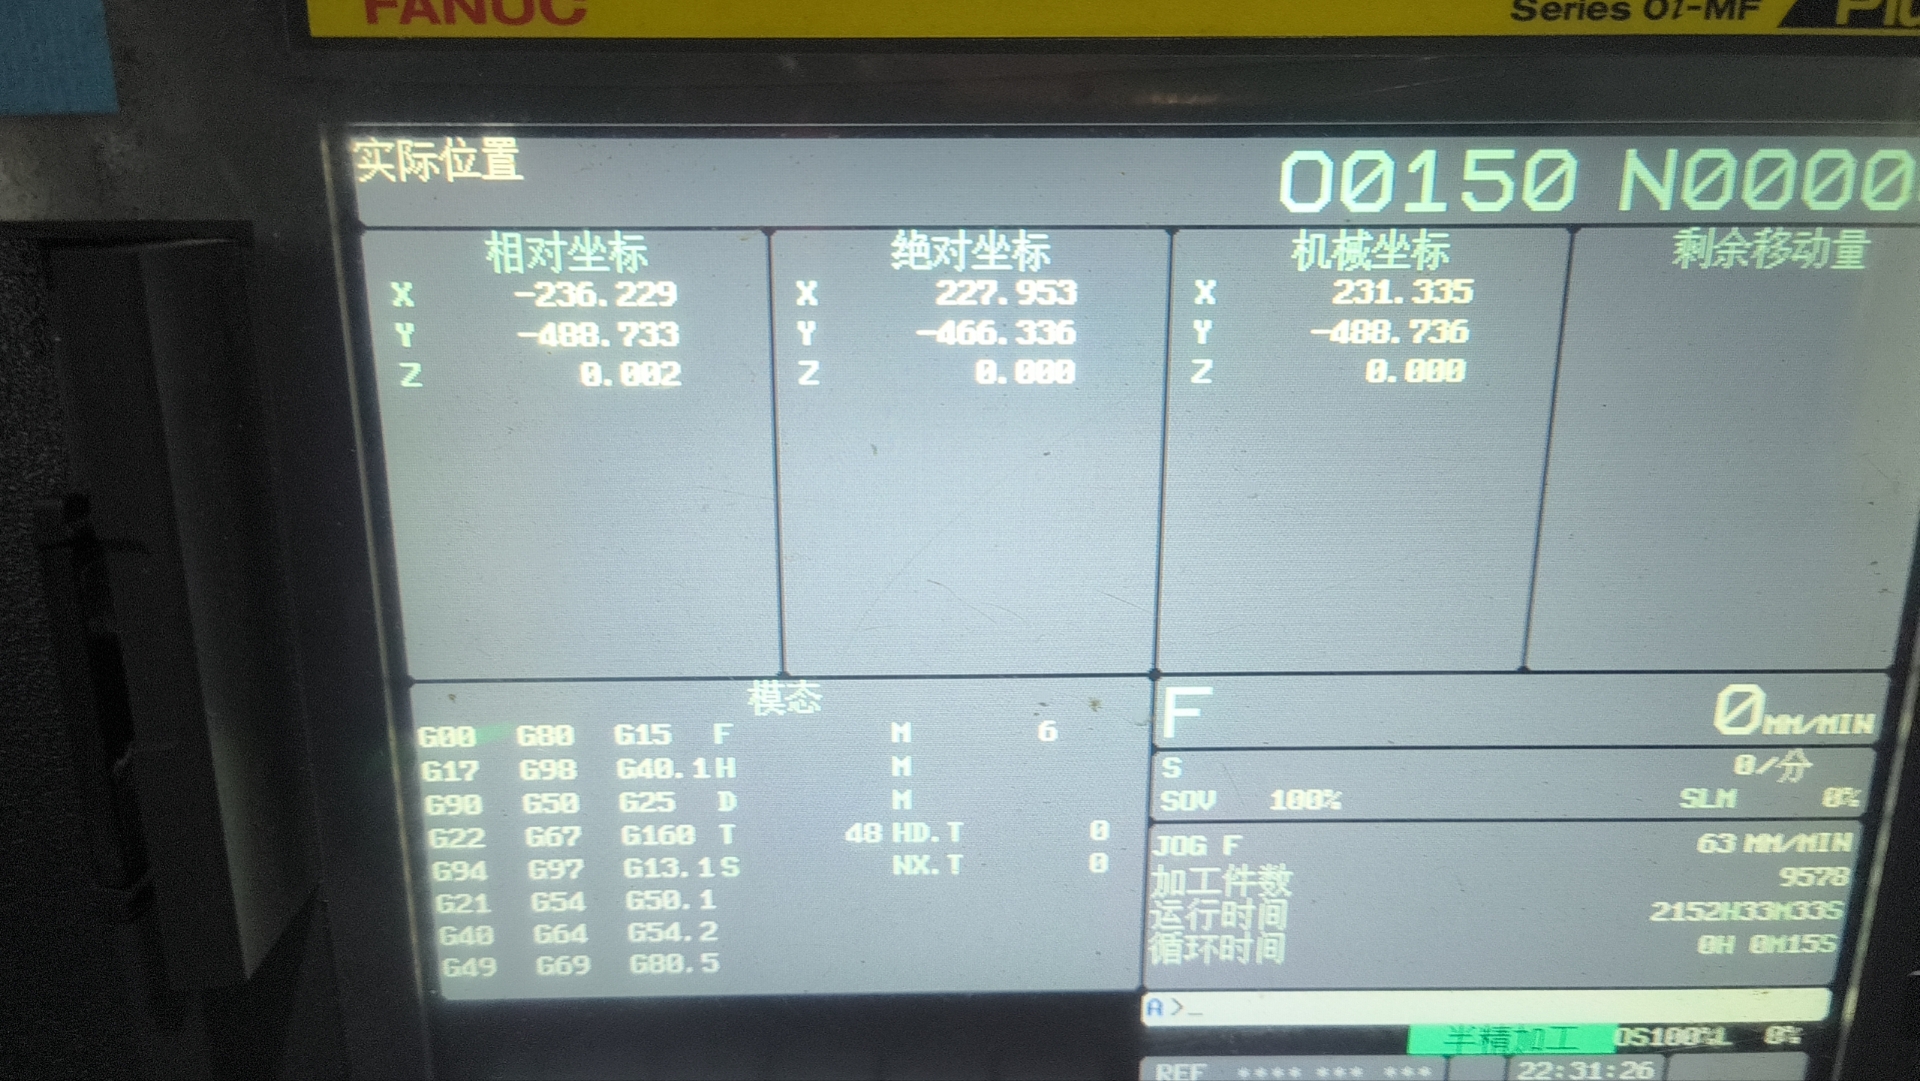 FANUC
Series 0i-MF
实际位置
O0150 N0000
相对坐标
X -236.229
Y -488.733
Z 0.002
绝对坐标
X 227.953
Y -466.336
Z 0.000
机械坐标
X 231.335
Y -488.736
Z 0.000
剩余移动量
模态
G00 G80 G15 F M 6
G17 G98 G40.1 H M
G90 G50 G25 D M
G22 G67 G160 T 48 HD.T 0
G94 G97 G13.1 S NX.T 0
G21 G54 G50.1
G40 G64 G54.2
G49 G69 G80.5
F 0 MM/MIN
S 0/分
SOV 100% SLM 0%
JOG F 63 MM/MIN
加工件数 9578
运行时间 2152H33M33S
循环时间 0H 0M15S
A>_
半精加工 OS100%L 0%
REF **** *** *** 22:31:26